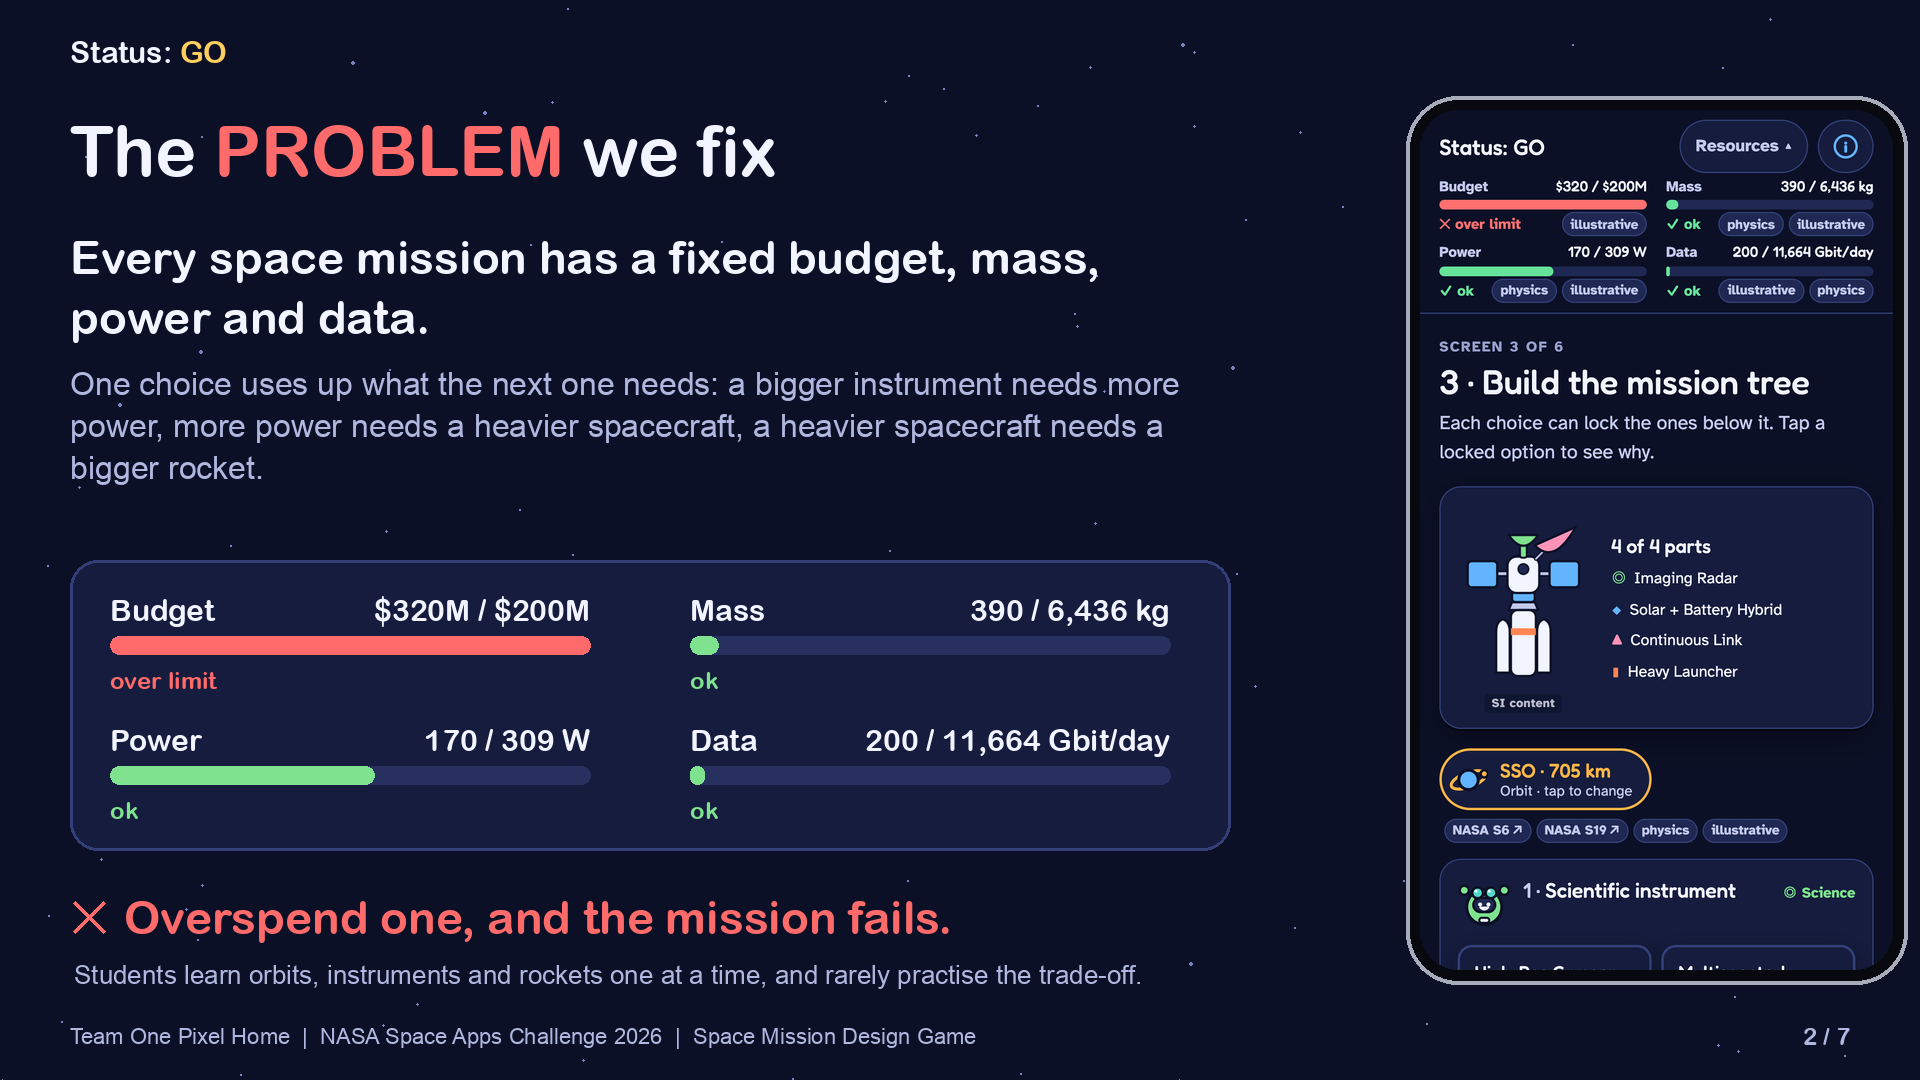 Status: GO
The PROBLEM we fix
Every space mission has a fixed budget, mass,
power and data.
One choice uses up what the next one needs: a bigger instrument needs more
power, more power needs a heavier spacecraft, a heavier spacecraft needs a
bigger rocket.
Budget $320M / $200M
over limit
Mass 390 / 6,436 kg
ok
Power 170 / 309 W
ok
Data 200 / 11,664 Gbit/day
ok
Overspend one, and the mission fails.
Students learn orbits, instruments and rockets one at a time, and rarely practise the trade-off.
Team One Pixel Home | NASA Space Apps Challenge 2026 | Space Mission Design Game
2 / 7
Status: GO
Resources
Budget $320 / $200M
over limit illustrative
Mass 390 / 6,436 kg
ok physics illustrative
Power 170 / 309 W
ok physics illustrative
Data 200 / 11,664 Gbit/day
ok illustrative physics
SCREEN 3 OF 6
3 · Build the mission tree
Each choice can lock the ones below it. Tap a
locked option to see why.
4 of 4 parts
Imaging Radar
Solar + Battery Hybrid
Continuous Link
Heavy Launcher
SI content
SSO · 705 km
Orbit · tap to change
NASA S6 ↗ NASA S19 ↗ physics illustrative
1 · Scientific instrument
Science